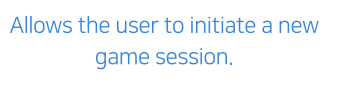 Allows the user to initiate a new
game session.